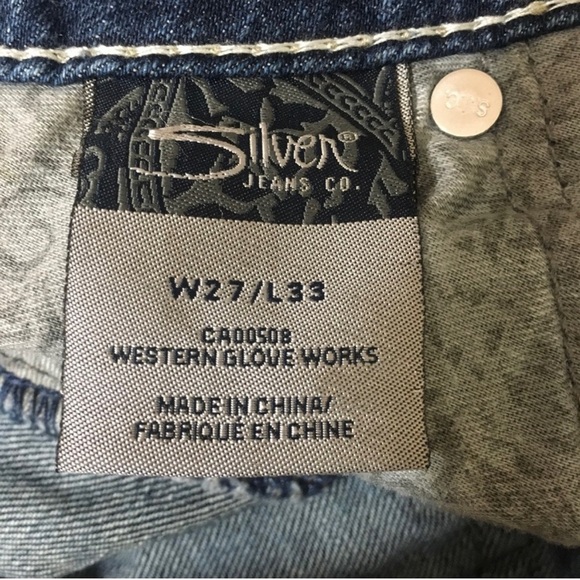 Silver®
JEANS CO.
W27/L33
CA00508
WESTERN GLOVE WORKS
MADE IN CHINA/
FABRIQUE EN CHINE